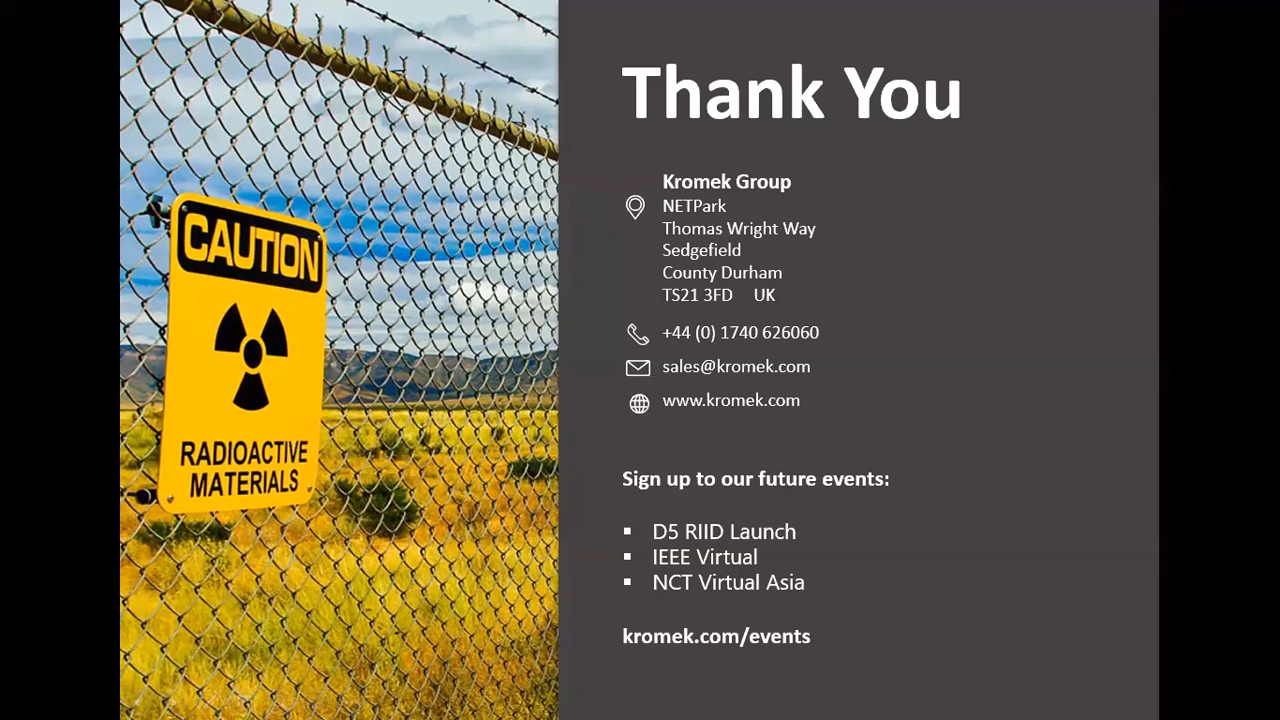 CAUTION
RADIOACTIVE
MATERIALS
Thank You
Kromek Group
NETPark
Thomas Wright Way
Sedgefield
County Durham
TS21 3FD UK
+44 (0) 1740 626060
sales@kromek.com
www.kromek.com
Sign up to our future events:
▪ D5 RIID Launch
▪ IEEE Virtual
▪ NCT Virtual Asia
kromek.com/events